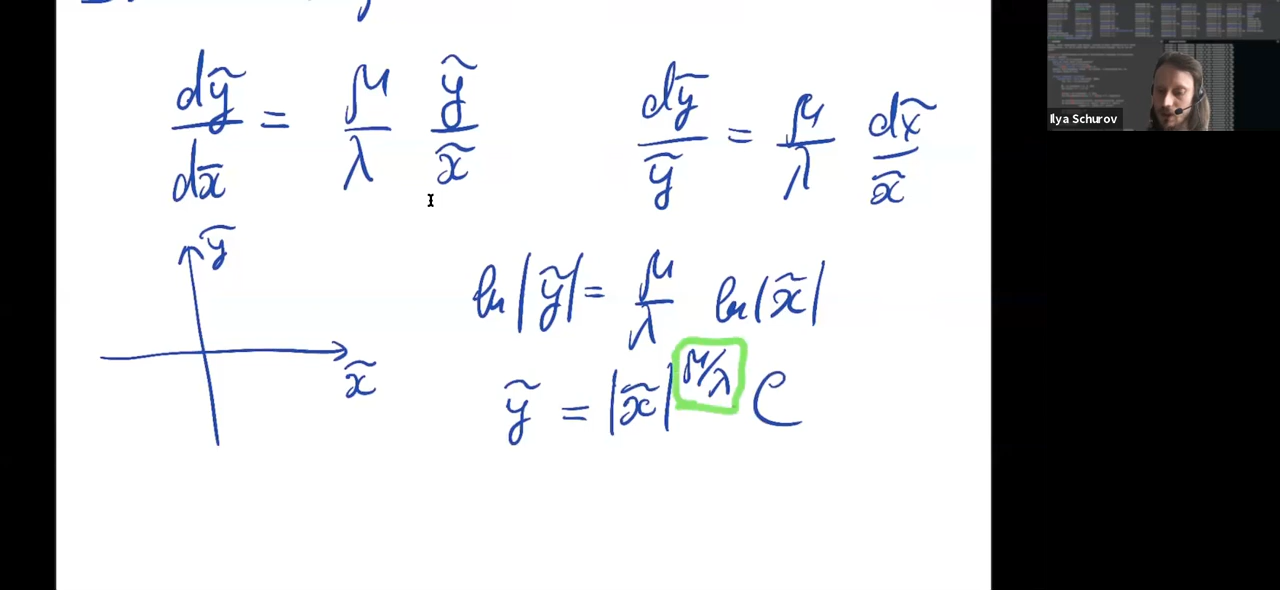 dỹ/dx̃ = μ/λ ỹ/x̃
dỹ/ỹ = μ/λ dx̃/x̃
ỹ
x̃
ln|ỹ| = μ/λ ln|x̃|
ỹ = |x̃|^μ/λ C
Ilya Schurov